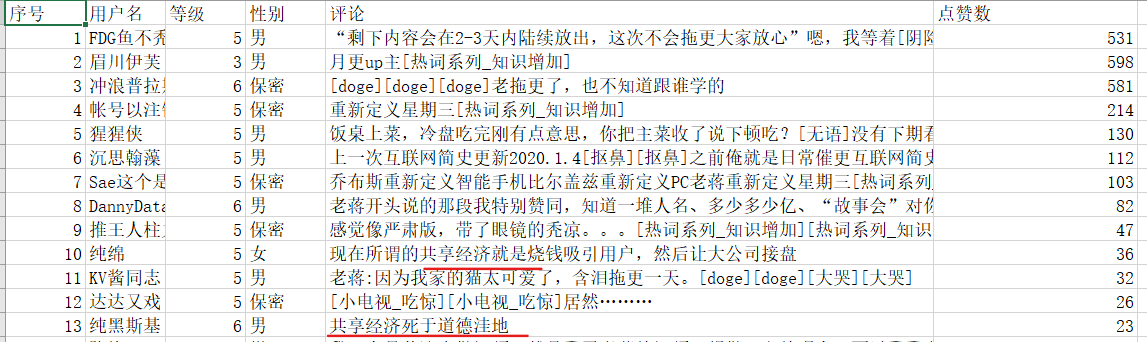 序号 用户名 等级 性别 评论 点赞数
1 FDG鱼不秃 5 男 “剩下内容会在2-3天内陆续放出，这次不会拖更大家放心”嗯，我等着[阴险 531
2 眉川伊芙 3 男 月更up主[热词系列_知识增加] 598
3 冲浪普拉斯 6 保密 [doge][doge][doge]老拖更了，也不知道跟谁学的 581
4 帐号以注销 6 保密 重新定义星期三[热词系列_知识增加] 214
5 猩猩侠 5 男 饭桌上菜，冷盘吃完刚有点意思，你把主菜收了说下顿吃？[无语]没有下期看 130
6 沉思翰藻 5 男 上一次互联网简史更新2020.1.4[抠鼻][抠鼻]之前俺就是日常催更互联网简史 112
7 Sae这个是 5 保密 乔布斯重新定义智能手机比尔盖兹重新定义PC老蒋重新定义星期三[热词系列_ 103
8 DannyData 6 男 老蒋开头说的那段我特别赞同，知道一堆人名、多少多少亿、“故事会”对你 82
9 推王人柱 5 保密 感觉像严肃版，带了眼镜的秃凉。。。[热词系列_知识增加][热词系列_知识 47
10 纯绵 5 女 现在所谓的共享经济就是烧钱吸引用户，然后让大公司接盘 36
11 KV酱同志 5 男 老蒋:因为我家的猫太可爱了，含泪拖更一天。[doge][doge][大哭][大哭] 32
12 达达又戏 5 保密 [小电视_吃惊][小电视_吃惊]居然……… 26
13 纯黑斯基 6 男 共享经济死于道德洼地 23